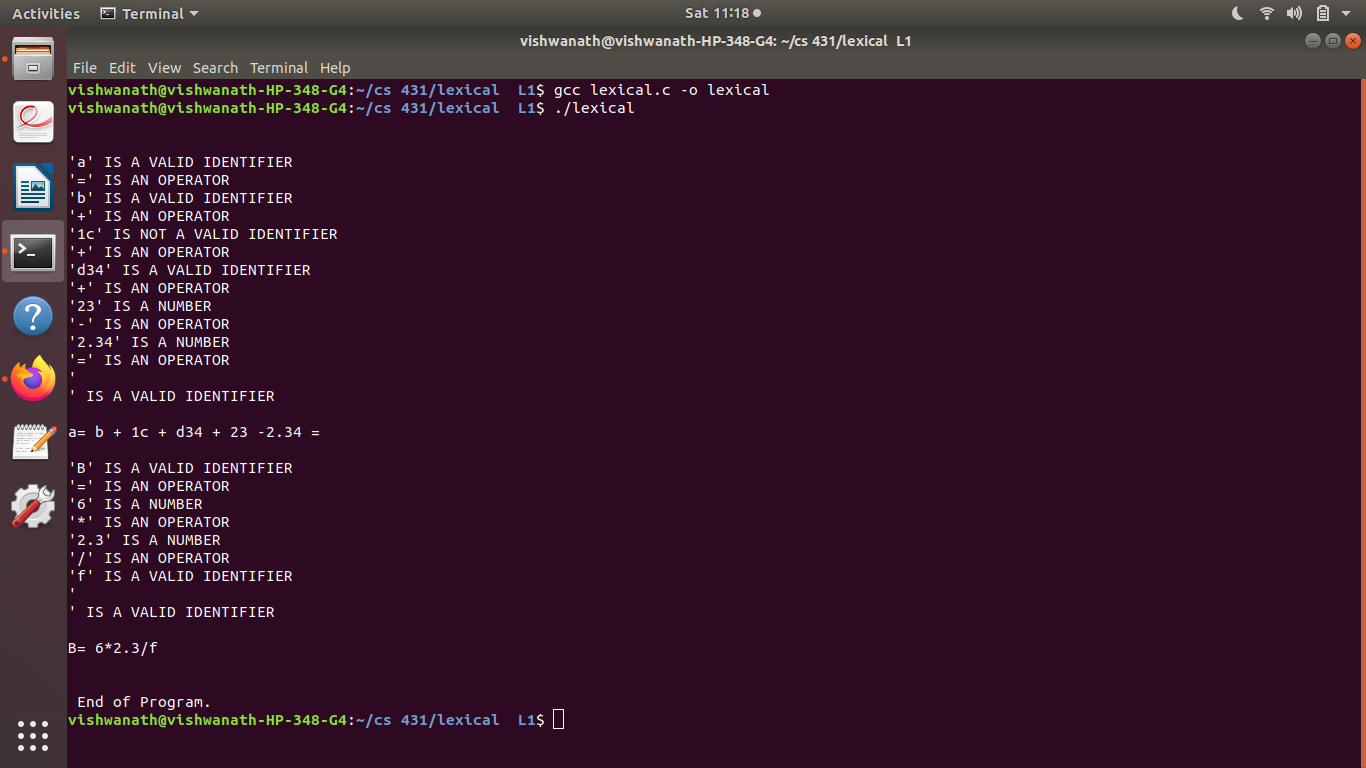 Activities Terminal Sat 11:18
vishwanath@vishwanath-HP-348-G4: ~/cs 431/lexical  L1
File Edit View Search Terminal Help
vishwanath@vishwanath-HP-348-G4:~/cs 431/lexical  L1$ gcc lexical.c -o lexical
vishwanath@vishwanath-HP-348-G4:~/cs 431/lexical  L1$ ./lexical
'a' IS A VALID IDENTIFIER
'=' IS AN OPERATOR
'b' IS A VALID IDENTIFIER
'+' IS AN OPERATOR
'1c' IS NOT A VALID IDENTIFIER
'+' IS AN OPERATOR
'd34' IS A VALID IDENTIFIER
'+' IS AN OPERATOR
'23' IS A NUMBER
'-' IS AN OPERATOR
'2.34' IS A NUMBER
'=' IS AN OPERATOR
'
' IS A VALID IDENTIFIER
a= b + 1c + d34 + 23 -2.34 =
'B' IS A VALID IDENTIFIER
'=' IS AN OPERATOR
'6' IS A NUMBER
'*' IS AN OPERATOR
'2.3' IS A NUMBER
'/' IS AN OPERATOR
'f' IS A VALID IDENTIFIER
'
' IS A VALID IDENTIFIER
B= 6*2.3/f
End of Program.
vishwanath@vishwanath-HP-348-G4:~/cs 431/lexical  L1$